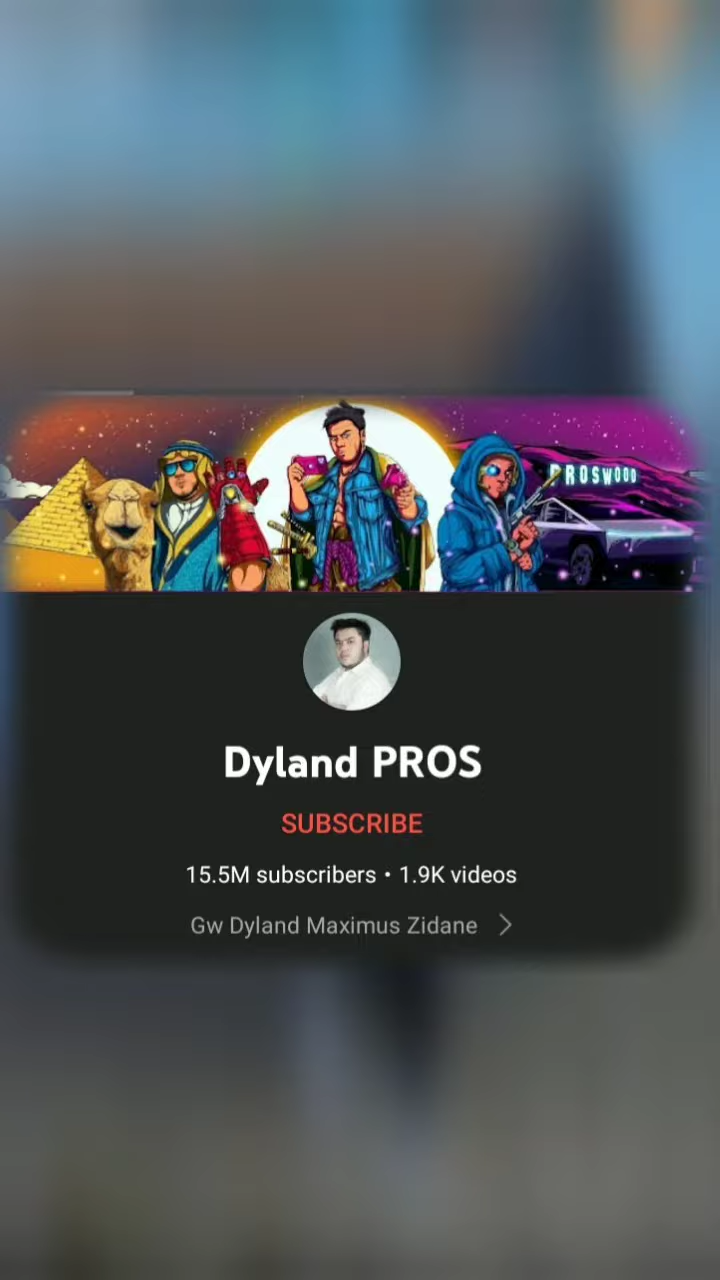 PROSWOOD
Dyland PROS
SUBSCRIBE
15.5M subscribers • 1.9K videos
Gw Dyland Maximus Zidane